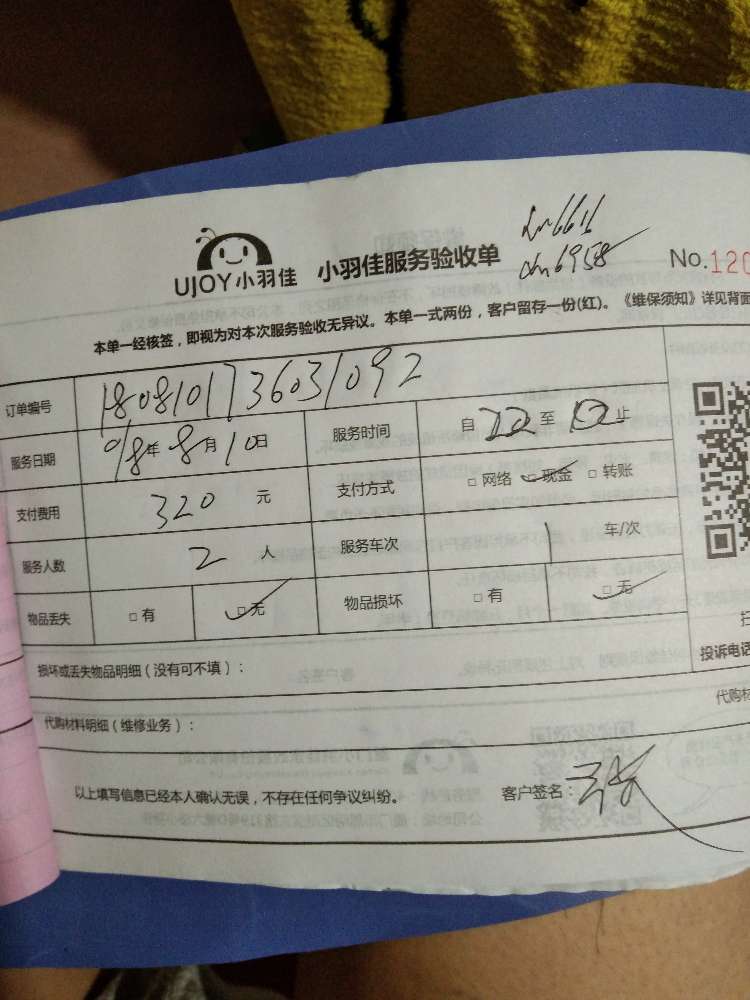 UJOY小羽佳 小羽佳服务验收单 No.120
本单一经核签，即视为对本次服务验收无异议。本单一式两份，客户留存一份(红)。《维保须知》详见背面
订单编号 1808101736031092
服务日期 18年8月10日 服务时间 自 至 止
支付费用 320 元 支付方式 □网络 □现金 □转账
服务人数 2 人 服务车次 1 车/次
物品丢失 □有 □无 物品损坏 □有 □无
损坏或丢失物品明细（没有可不填）： 投诉电话
代购材料明细（维修业务）： 代购材
以上填写信息已经本人确认无误，不存在任何争议纠纷。 客户签名：